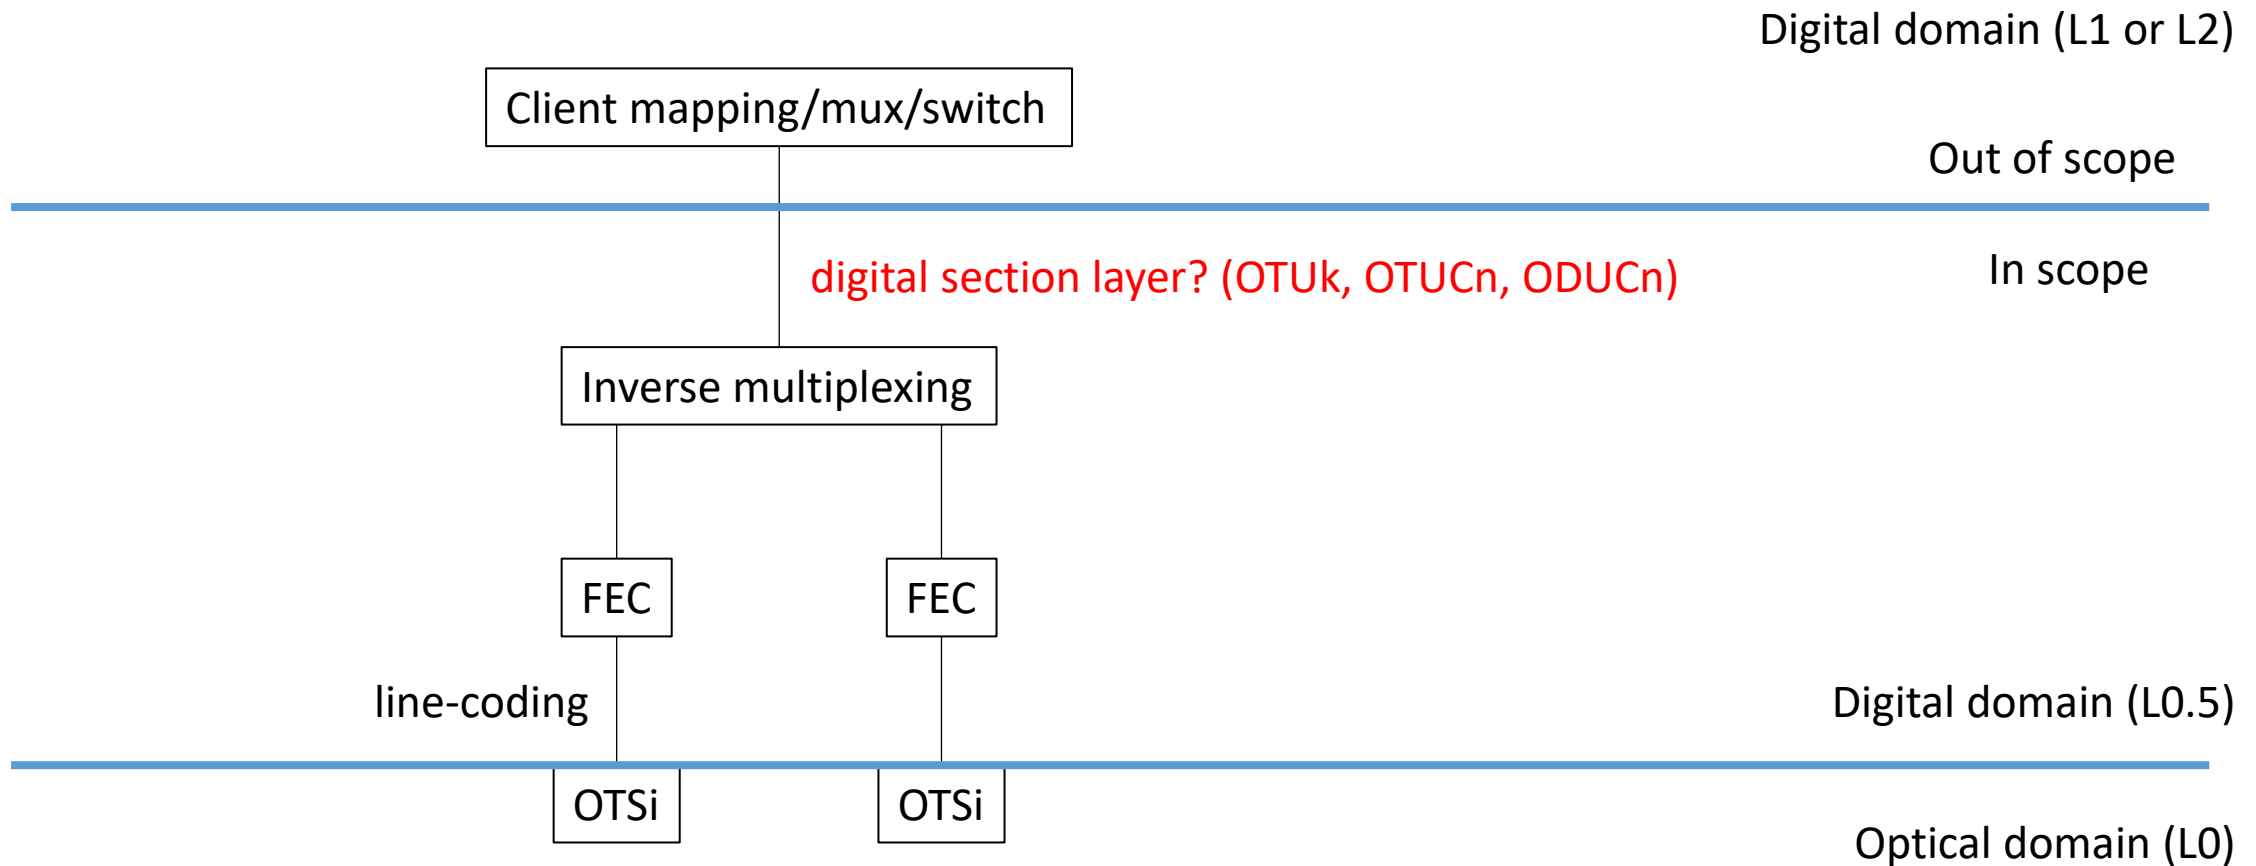 Digital domain (L1 or L2)
Client mapping/mux/switch
Out of scope
digital section layer? (OTUk, OTUCn, ODUCn)
In scope
Inverse multiplexing
FEC
FEC
line-coding
Digital domain (L0.5)
OTSi
OTSi
Optical domain (L0)